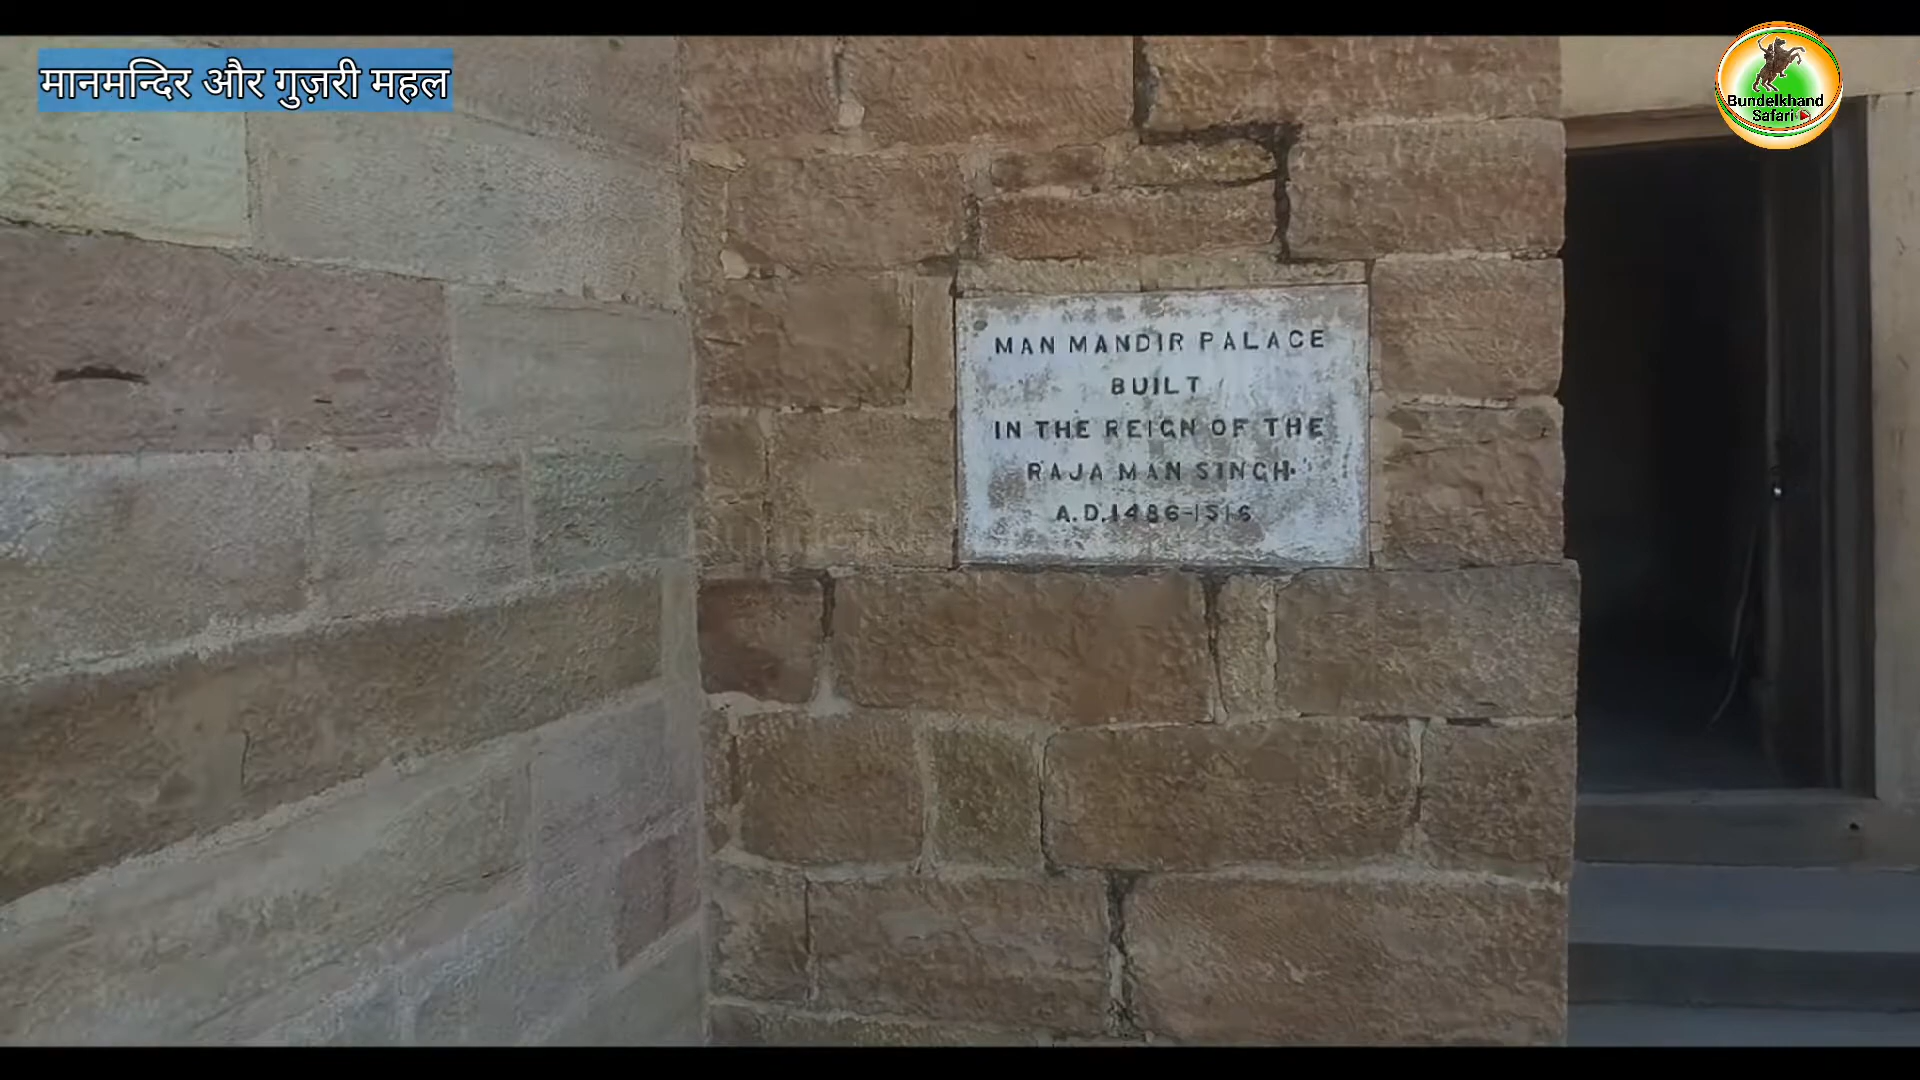 मानमन्दिर और गुज़री महल
Bundelkhand
Safari
MAN MANDIR PALACE
BUILT
IN THE REIGN OF THE
RAJA MAN SINGH.
A.D.1486-1516